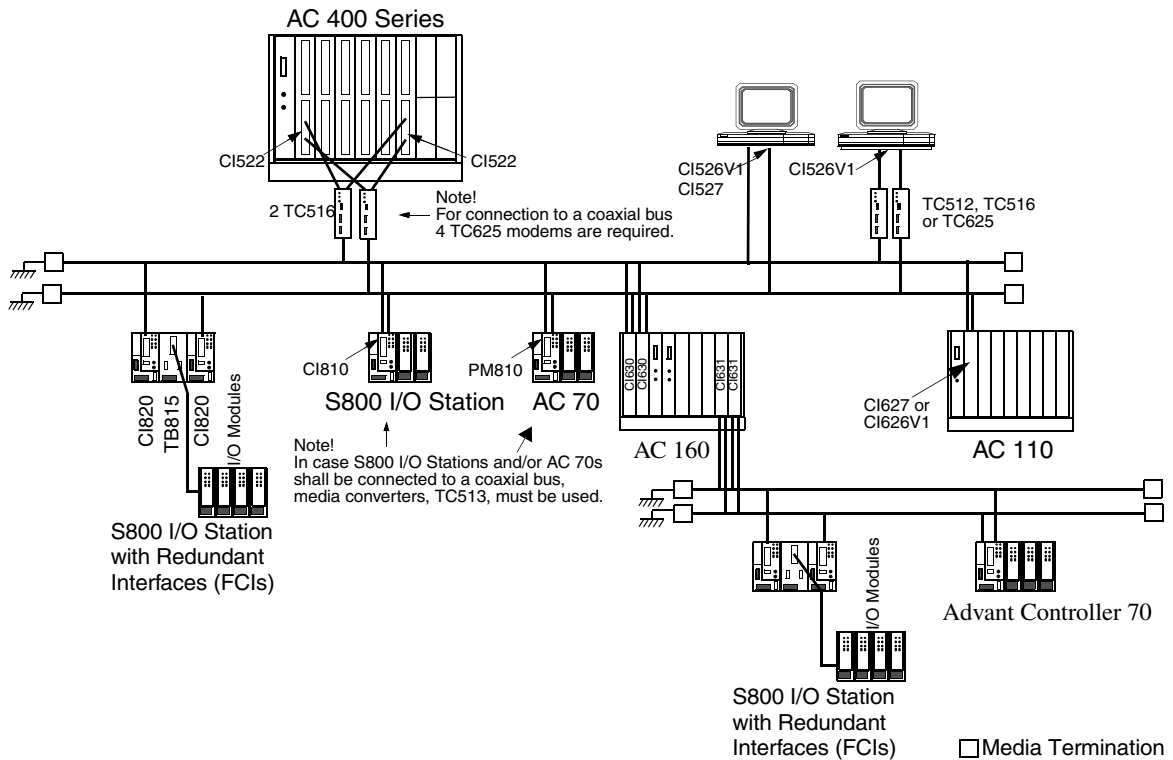 AC 400 Series
CI522
CI522
2 TC516
Note!
For connection to a coaxial bus
4 TC625 modems are required.
CI526V1
CI527
CI526V1
TC512, TC516
or TC625
CI820
TB815
CI820
I/O Modules
S800 I/O Station
with Redundant
Interfaces (FCIs)
CI810
S800 I/O Station
PM810
AC 70
Note!
In case S800 I/O Stations and/or AC 70s
shall be connected to a coaxial bus,
media converters, TC513, must be used.
CI630
CI630
CI631
CI631
AC 160
CI627 or
CI626V1
AC 110
I/O Modules
S800 I/O Station
with Redundant
Interfaces (FCIs)
Advant Controller 70
Media Termination